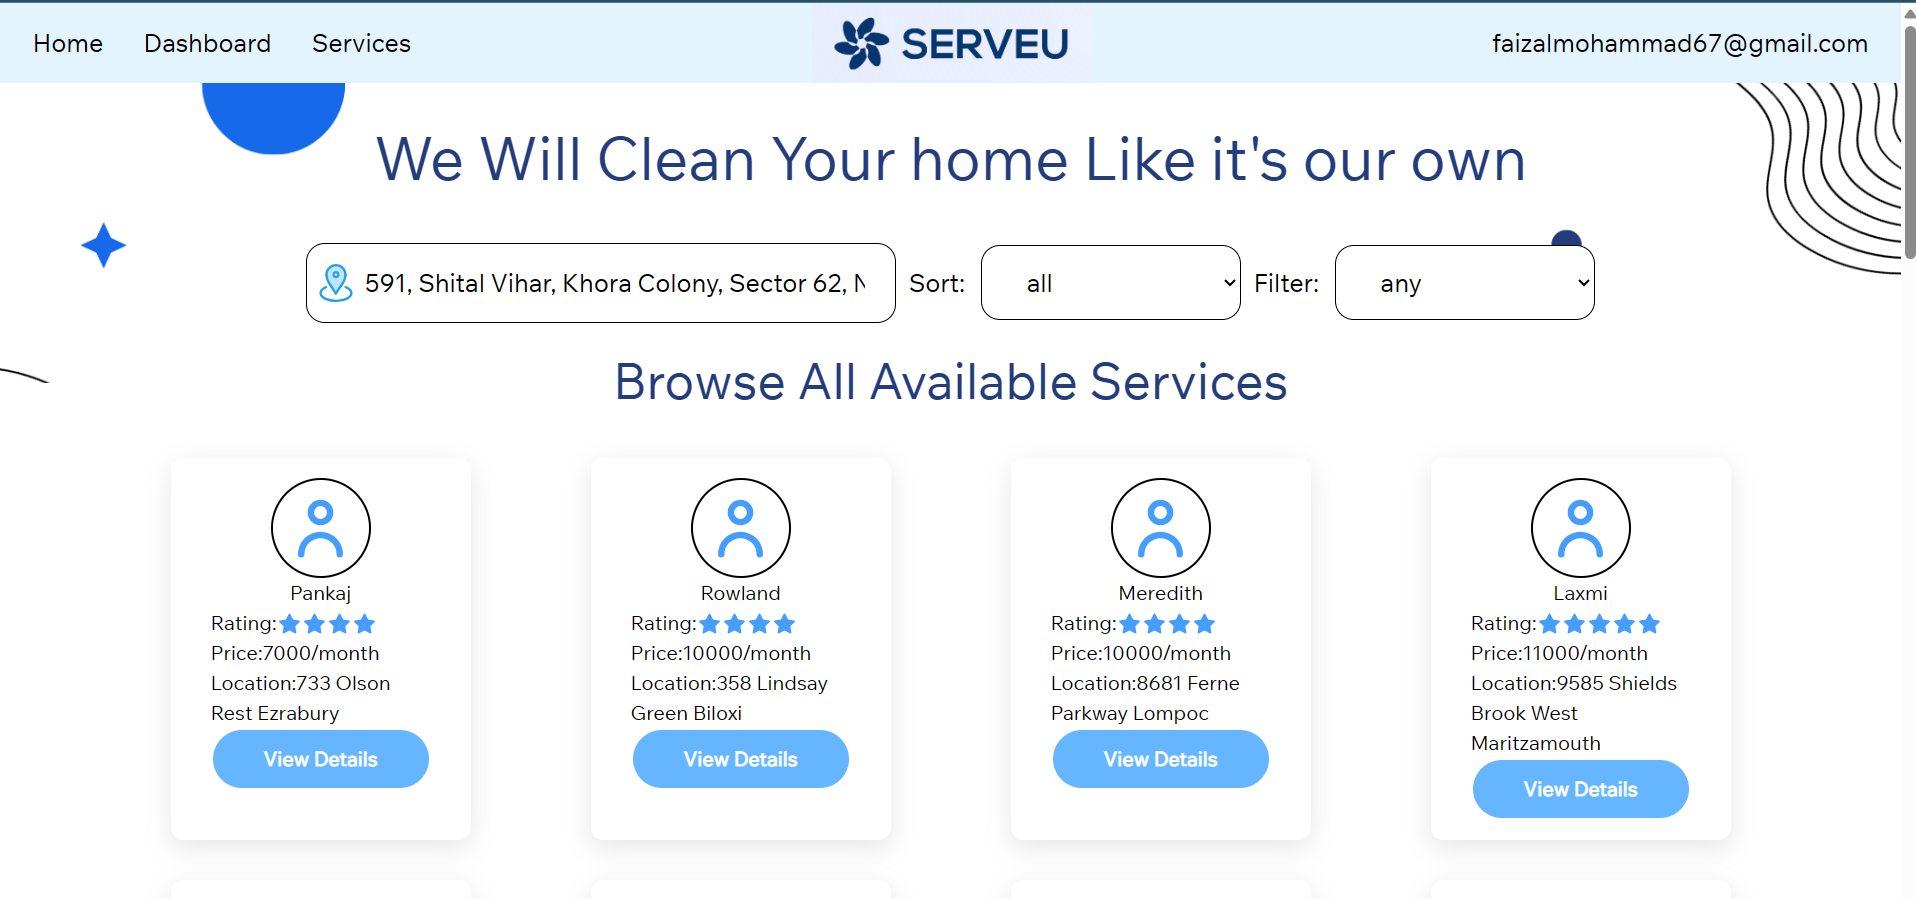 Home Dashboard Services SERVEU faizalmohammad67@gmail.com
We Will Clean Your home Like it's our own
591, Shital Vihar, Khora Colony, Sector 62, Sort: all Filter: any
Browse All Available Services
Pankaj
Rating:
Price:7000/month
Location:733 Olson
Rest Ezrabury
View Details
Rowland
Rating:
Price:10000/month
Location:358 Lindsay
Green Biloxi
View Details
Meredith
Rating:
Price:10000/month
Location:8681 Ferne
Parkway Lompoc
View Details
Laxmi
Rating:
Price:11000/month
Location:9585 Shields
Brook West
Maritzamouth
View Details